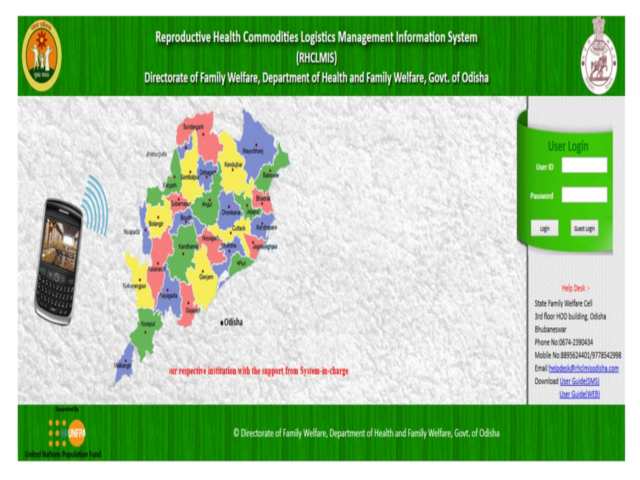 Reproductive Health Commodities Logistics Management Information System
(RHCLMIS)
Directorate of Family Welfare, Department of Health and Family Welfare, Govt. of Odisha
Sundargarh
Jharsuguda
Mayurbhanj
Kendujhar
Sambalpur
Deogarh
Balasore
Bargarh
Subarnapur
Angul
Dhenkanal
Bhadrak
Jajapur
Bolangir
Boudh
Cuttack
Kendrapara
Nuapada
Kandhamal
Nayagarh
Khordha
Jagatsinghpur
Puri
Kalahandi
Ganjam
Nabarangpur
Rayagada
Gajapati
Koraput
Malkangiri
Odisha
our respective institution with the support from System-in-charge
User Login
User ID
Password
Login
Guest Login
Help Desk :-
State Family Welfare Cell
3rd floor HOD building, Odisha
Bhubaneswar
Phone No:0674-2390434
Mobile No:8895624401/9778542998
Email:helpdesk@rhclmisodisha.com
Download User Guide(SMS)
User Guide(WEB)
Supported by
UNFPA
United Nations Population Fund
© Directorate of Family Welfare, Department of Health and Family Welfare, Govt. of Odisha